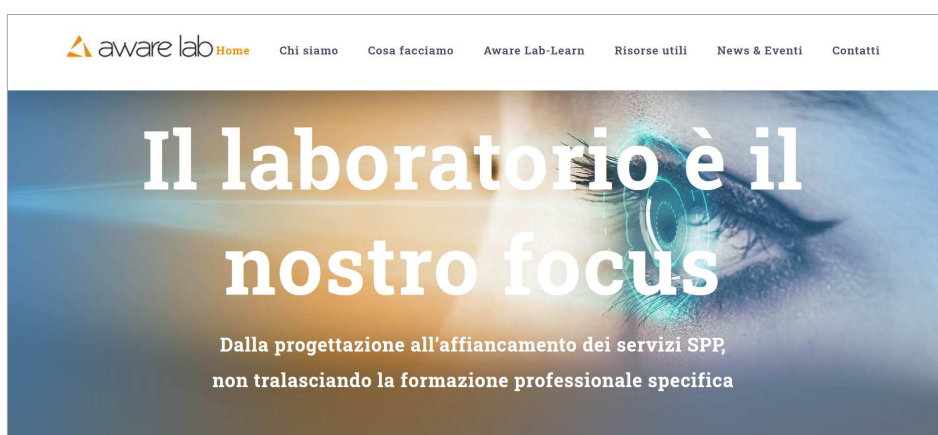 aware lab Home Chi siamo Cosa facciamo Aware Lab-Learn Risorse utili News & Eventi Contatti
Il laboratorio è il
nostro focus
Dalla progettazione all'affiancamento dei servizi SPP,
non tralasciando la formazione professionale specifica